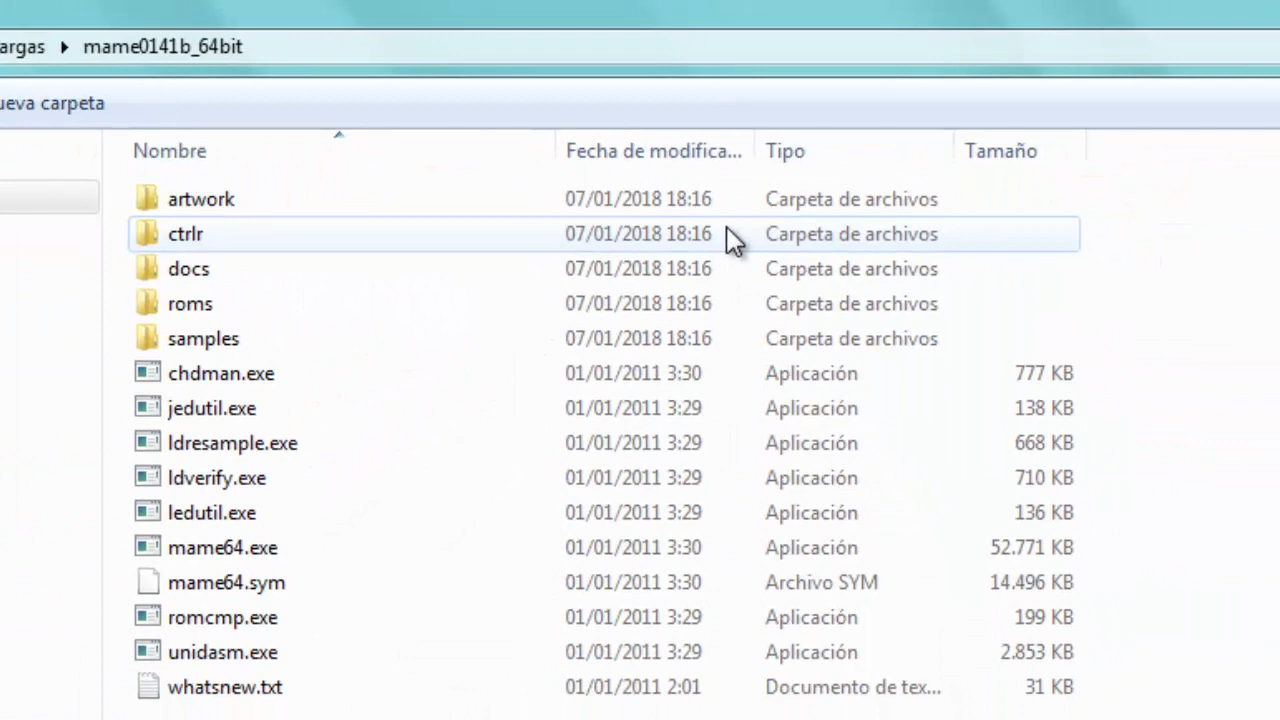 argas ▸ mame0141b_64bit
ueva carpeta
Nombre Fecha de modifica... Tipo Tamaño
artwork 07/01/2018 18:16 Carpeta de archivos
ctrlr 07/01/2018 18:16 Carpeta de archivos
docs 07/01/2018 18:16 Carpeta de archivos
roms 07/01/2018 18:16 Carpeta de archivos
samples 07/01/2018 18:16 Carpeta de archivos
chdman.exe 01/01/2011 3:30 Aplicación 777 KB
jedutil.exe 01/01/2011 3:29 Aplicación 138 KB
ldresample.exe 01/01/2011 3:29 Aplicación 668 KB
ldverify.exe 01/01/2011 3:29 Aplicación 710 KB
ledutil.exe 01/01/2011 3:29 Aplicación 136 KB
mame64.exe 01/01/2011 3:30 Aplicación 52.771 KB
mame64.sym 01/01/2011 3:30 Archivo SYM 14.496 KB
romcmp.exe 01/01/2011 3:29 Aplicación 199 KB
unidasm.exe 01/01/2011 3:29 Aplicación 2.853 KB
whatsnew.txt 01/01/2011 2:01 Documento de tex... 31 KB